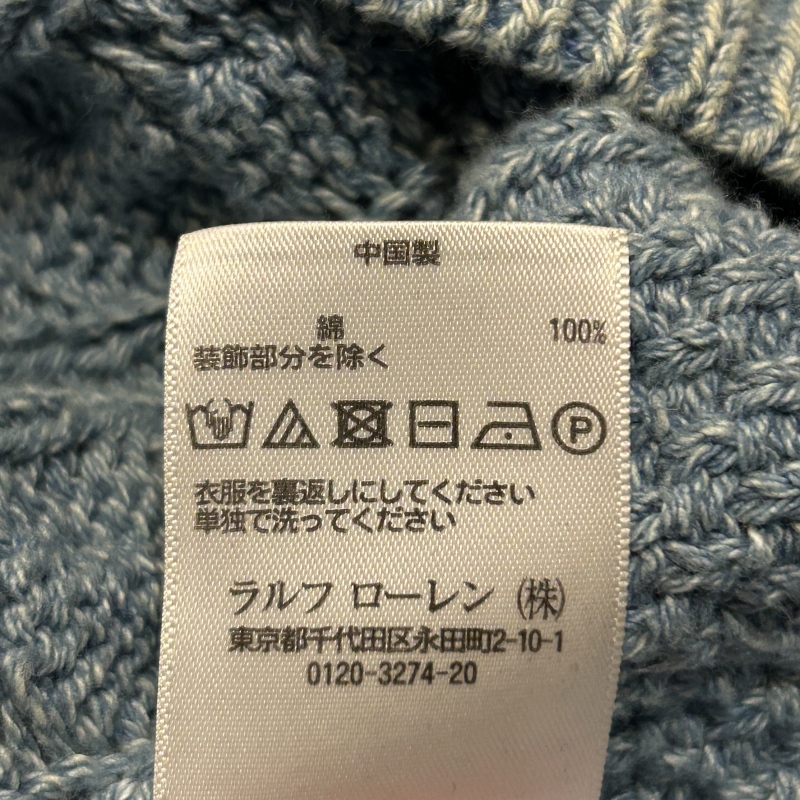 中国製
綿 100%
装飾部分を除く
P
衣服を裏返しにしてください
単独で洗ってください
ラルフ ローレン (株)
東京都千代田区永田町2-10-1
0120-3274-20